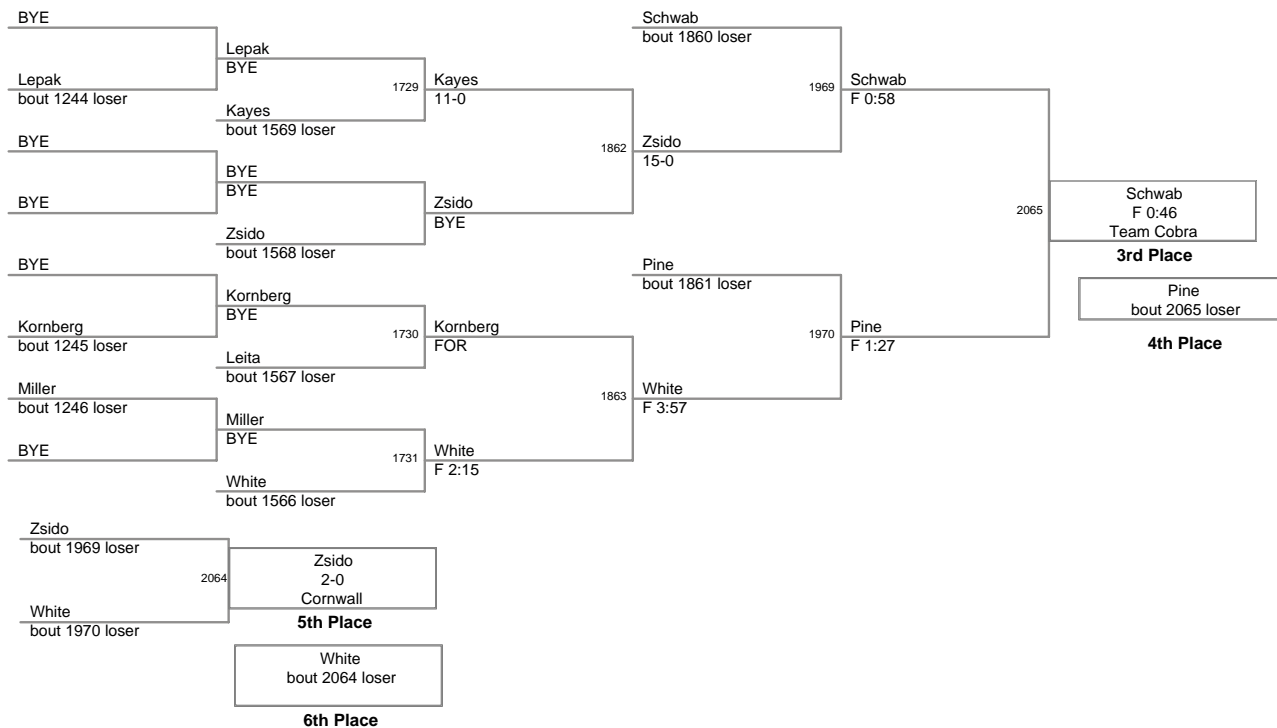 BYE
Lepak
bout 1244 loser
BYE
BYE
BYE
Kornberg
bout 1245 loser
Miller
bout 1246 loser
BYE
Lepak
BYE
Kayes
bout 1569 loser
BYE
BYE
Zsido
bout 1568 loser
Kornberg
BYE
Leita
bout 1567 loser
Miller
BYE
White
bout 1566 loser
1729
1730
1731
Kayes
11-0
Zsido
BYE
Kornberg
FOR
White
F 2:15
1862
1863
Schwab
bout 1860 loser
Zsido
15-0
Pine
bout 1861 loser
White
F 3:57
1969
1970
Schwab
F 0:58
Pine
F 1:27
2065
Schwab
F 0:46
Team Cobra
3rd Place
Pine
bout 2065 loser
4th Place
Zsido
bout 1969 loser
White
bout 1970 loser
2064
Zsido
2-0
Cornwall
5th Place
White
bout 2064 loser
6th Place